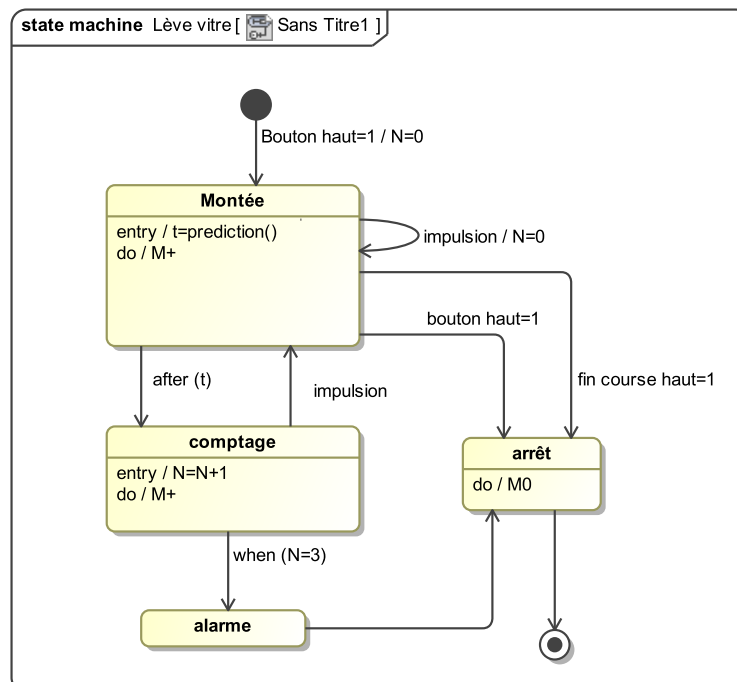 state machine Lève vitre [ Sans Titre1 ]
Bouton haut=1 / N=0
Montée
entry / t=prediction()
do / M+
impulsion / N=0
bouton haut=1
fin course haut=1
after (t)
impulsion
comptage
entry / N=N+1
do / M+
arrêt
do / M0
when (N=3)
alarme